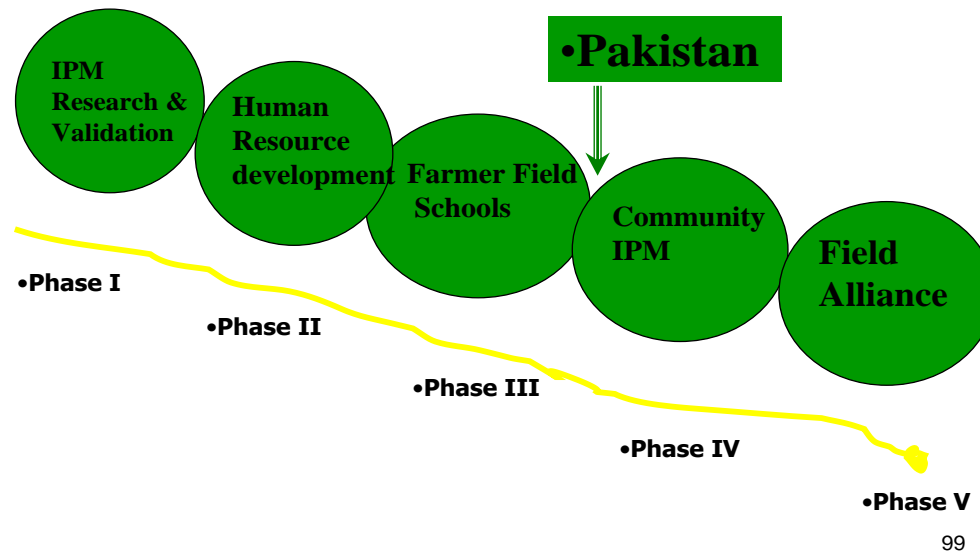 •Pakistan
IPM
Research &
Validation
Human
Resource
development
Farmer Field
Schools
Community
IPM
Field
Alliance
•Phase I
•Phase II
•Phase III
•Phase IV
•Phase V
99